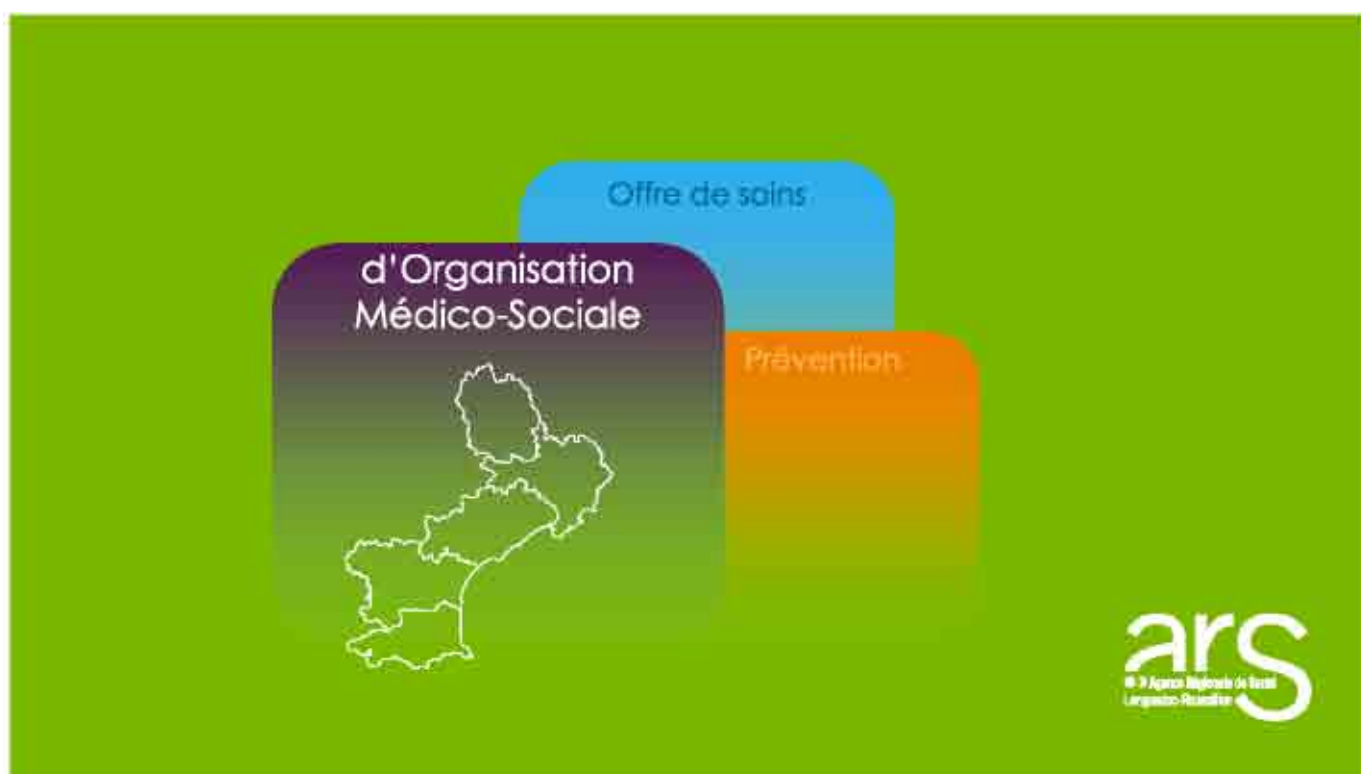 Offre de soins
d'Organisation
Médico-Sociale
Prévention
ars
Agence Régionale de Santé
Languedoc-Roussillon